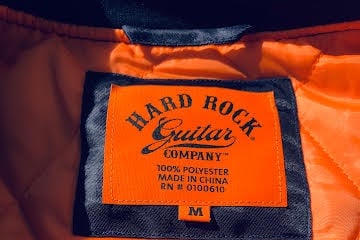 HARD ROCK
Guitar
COMPANY™
100% POLYESTER
MADE IN CHINA
RN # 0100610
M